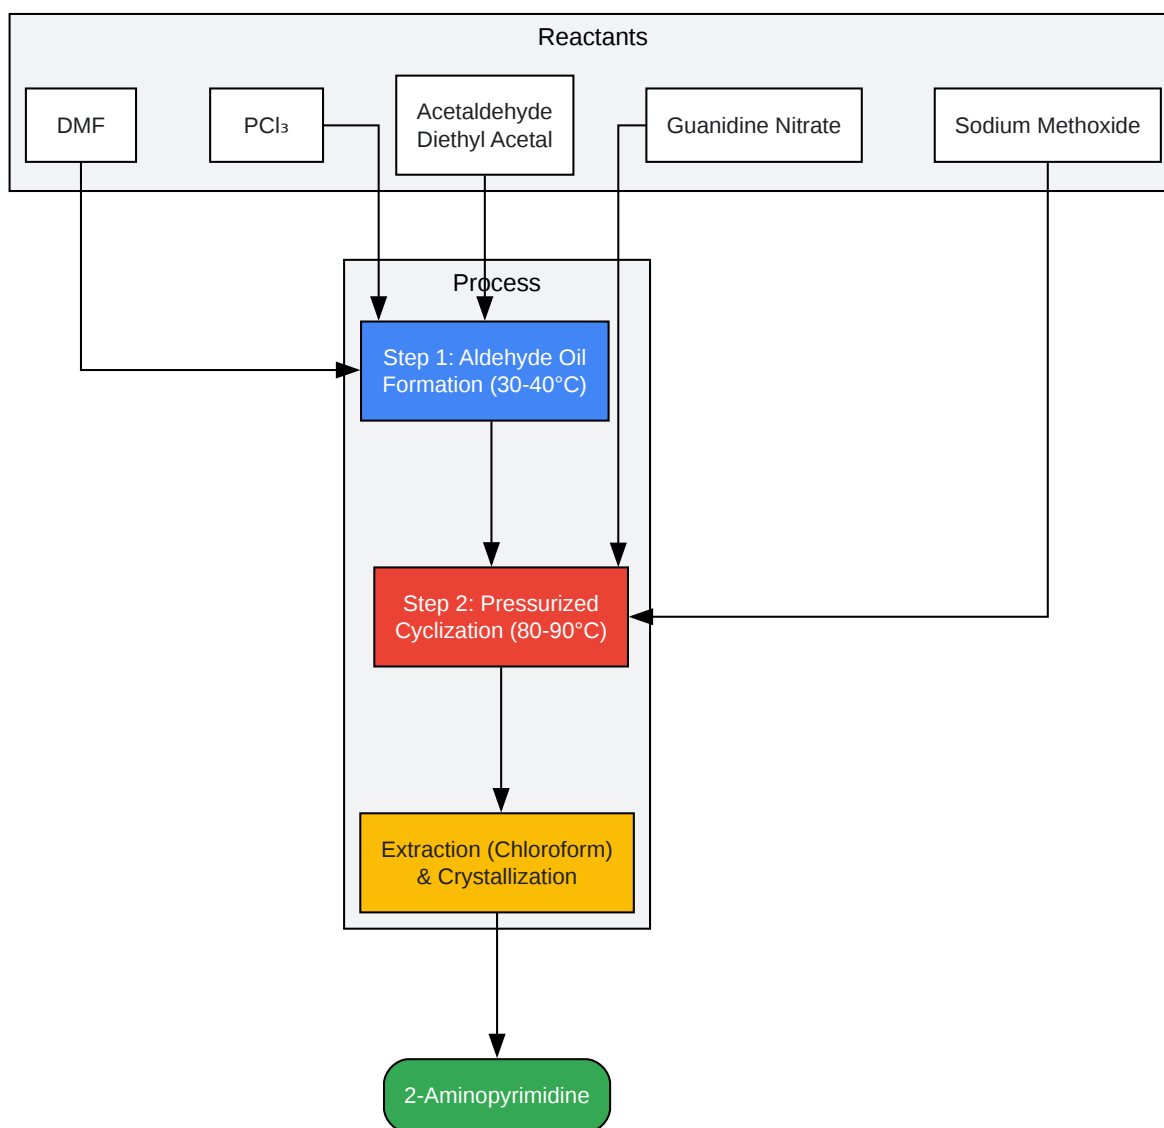 Reactants
DMF
PCl₃
Acetaldehyde
Diethyl Acetal
Guanidine Nitrate
Sodium Methoxide
Process
Step 1: Aldehyde Oil
Formation (30-40°C)
Step 2: Pressurized
Cyclization (80-90°C)
Extraction (Chloroform)
& Crystallization
2-Aminopyrimidine